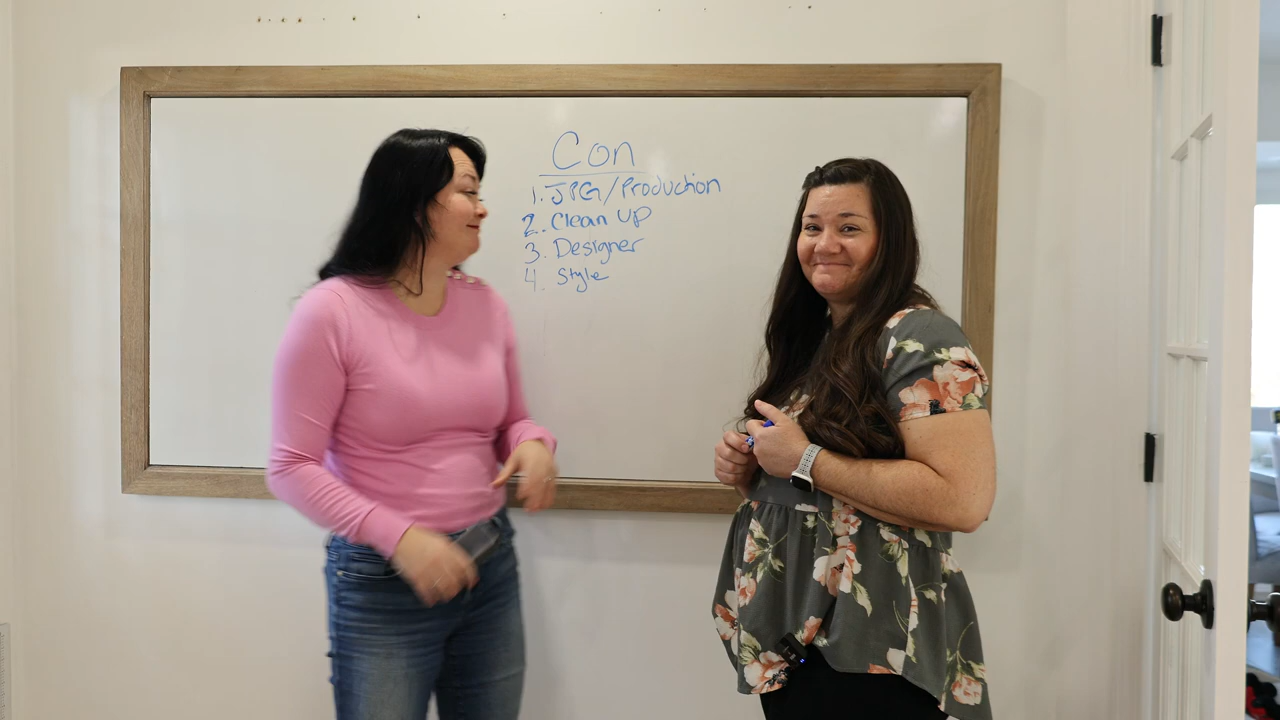 Con
1. JPG/Production
2. Clean up
3. Designer
4. Style